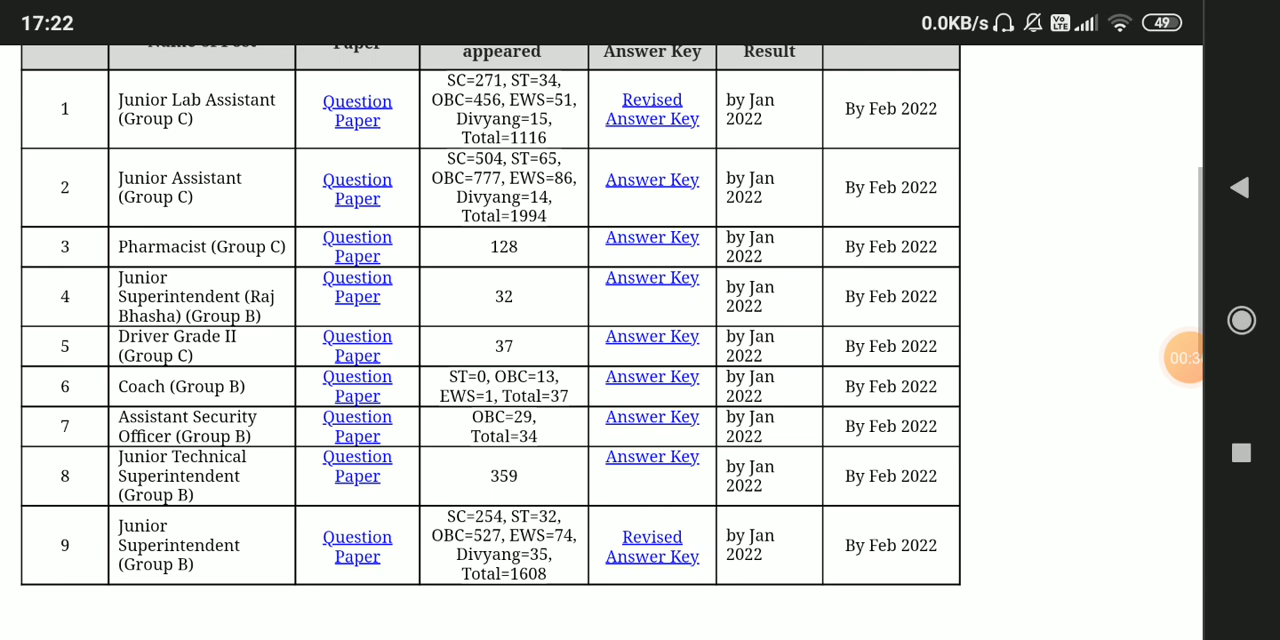 17:22
0.0KB/s
Vo
LTE
49
Paper
appeared
Answer Key
Result
1
Junior Lab Assistant
(Group C)
Question
Paper
SC=271, ST=34,
OBC=456, EWS=51,
Divyang=15,
Total=1116
Revised
Answer Key
by Jan
2022
By Feb 2022
2
Junior Assistant
(Group C)
Question
Paper
SC=504, ST=65,
OBC=777, EWS=86,
Divyang=14,
Total=1994
Answer Key
by Jan
2022
By Feb 2022
3
Pharmacist (Group C)
Question
Paper
128
Answer Key
by Jan
2022
By Feb 2022
4
Junior
Superintendent (Raj
Bhasha) (Group B)
Question
Paper
32
Answer Key
by Jan
2022
By Feb 2022
5
Driver Grade II
(Group C)
Question
Paper
37
Answer Key
by Jan
2022
By Feb 2022
6
Coach (Group B)
Question
Paper
ST=0, OBC=13,
EWS=1, Total=37
Answer Key
by Jan
2022
By Feb 2022
7
Assistant Security
Officer (Group B)
Question
Paper
OBC=29,
Total=34
Answer Key
by Jan
2022
By Feb 2022
8
Junior Technical
Superintendent
(Group B)
Question
Paper
359
Answer Key
by Jan
2022
By Feb 2022
9
Junior
Superintendent
(Group B)
Question
Paper
SC=254, ST=32,
OBC=527, EWS=74,
Divyang=35,
Total=1608
Revised
Answer Key
by Jan
2022
By Feb 2022